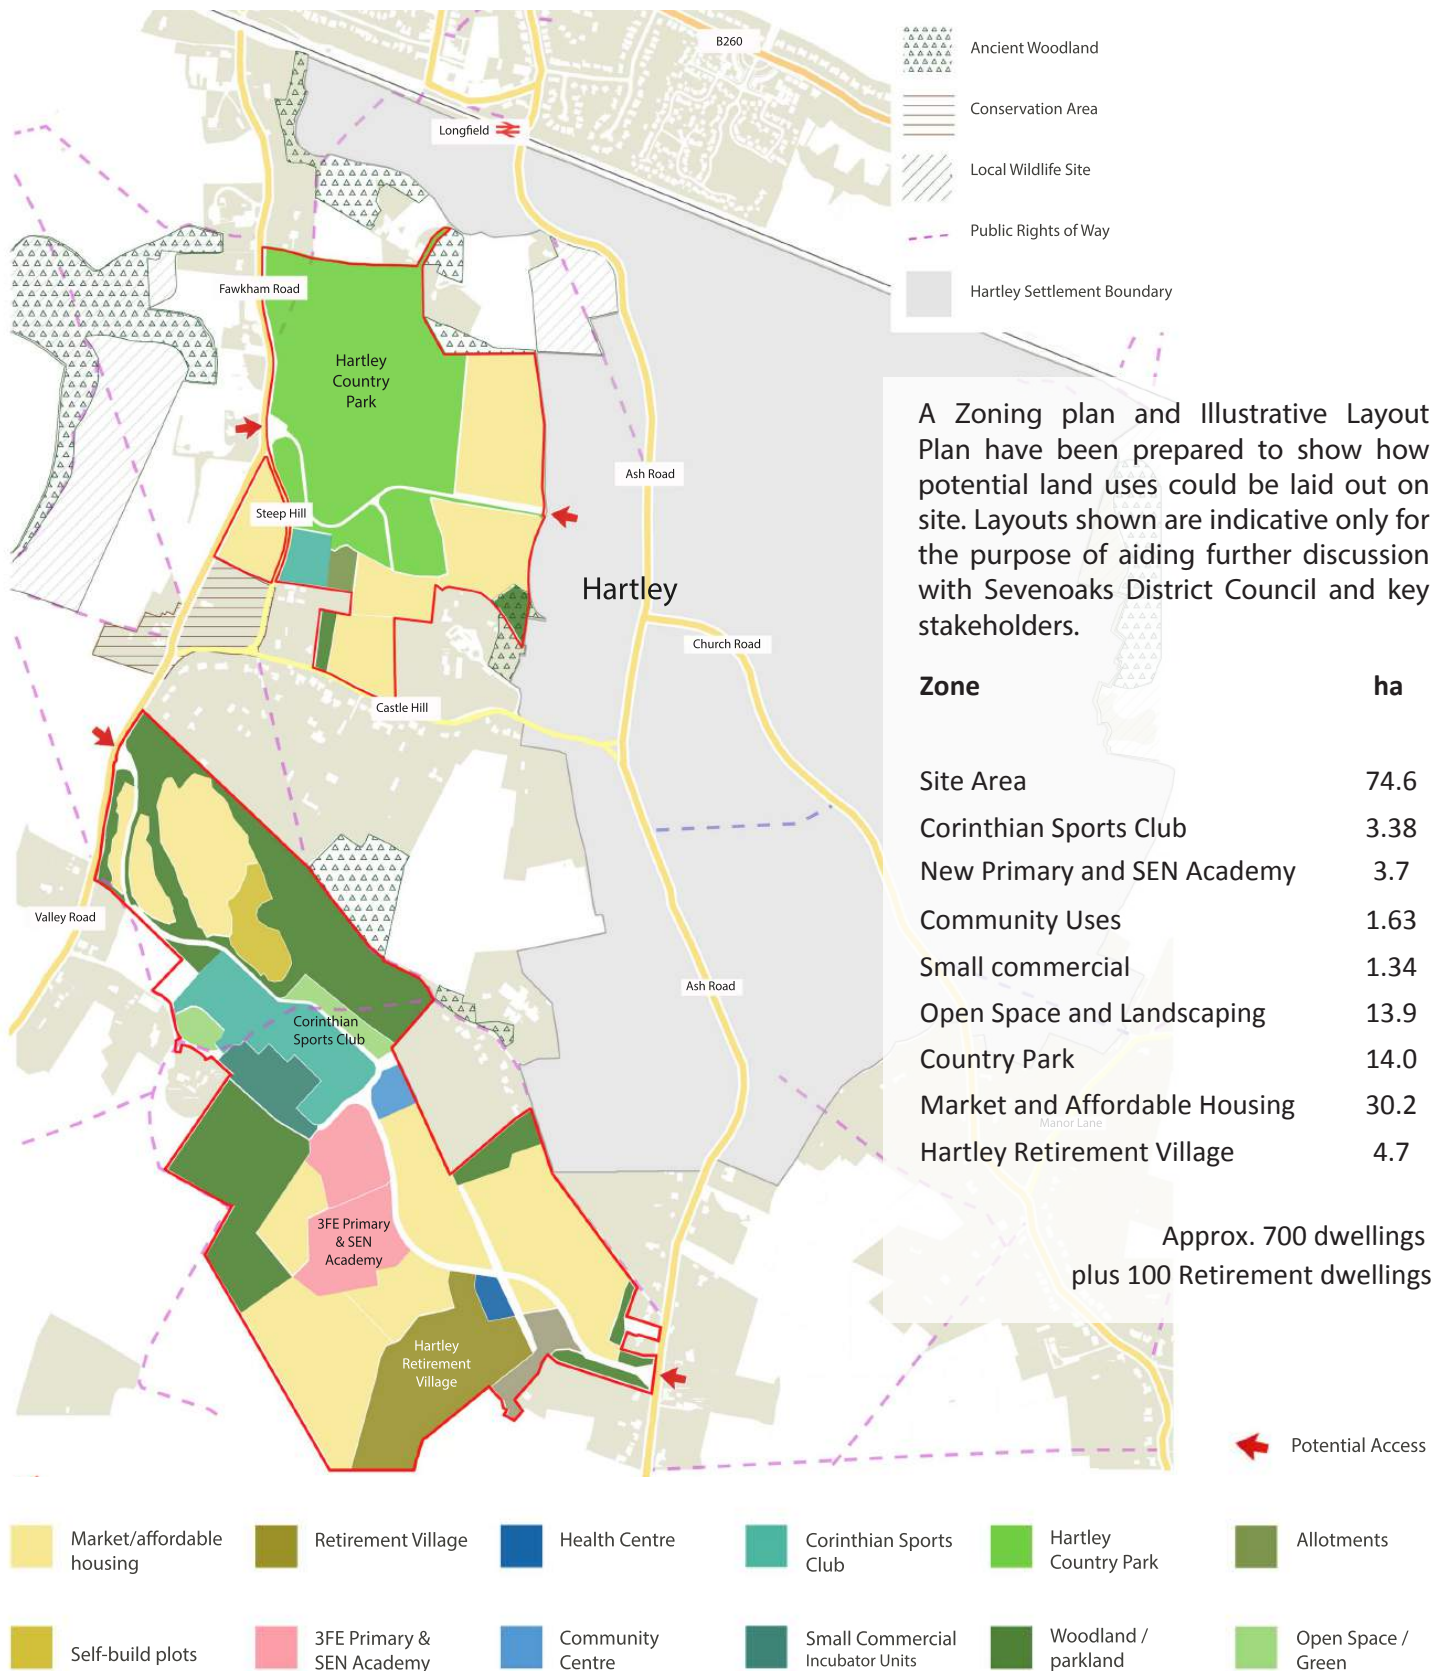 B260
Longfield
Fawkham Road
Hartley
Country
Park
Steep Hill
Ash Road
Hartley
Church Road
Castle Hill
Valley Road
Corinthian
Sports Club
Ash Road
3FE Primary
& SEN
Academy
Hartley
Retirement
Village
Manor Lane
Ancient Woodland
Conservation Area
Local Wildlife Site
Public Rights of Way
Hartley Settlement Boundary
A Zoning plan and Illustrative Layout
Plan have been prepared to show how
potential land uses could be laid out on
site. Layouts shown are indicative only for
the purpose of aiding further discussion
with Sevenoaks District Council and key
stakeholders.
Zone ha
Site Area 74.6
Corinthian Sports Club 3.38
New Primary and SEN Academy 3.7
Community Uses 1.63
Small commercial 1.34
Open Space and Landscaping 13.9
Country Park 14.0
Market and Affordable Housing 30.2
Hartley Retirement Village 4.7
Approx. 700 dwellings
plus 100 Retirement dwellings
Potential Access
Market/affordable
housing
Retirement Village
Health Centre
Corinthian Sports
Club
Hartley
Country Park
Allotments
Self-build plots
3FE Primary &
SEN Academy
Community
Centre
Small Commercial
Incubator Units
Woodland /
parkland
Open Space /
Green